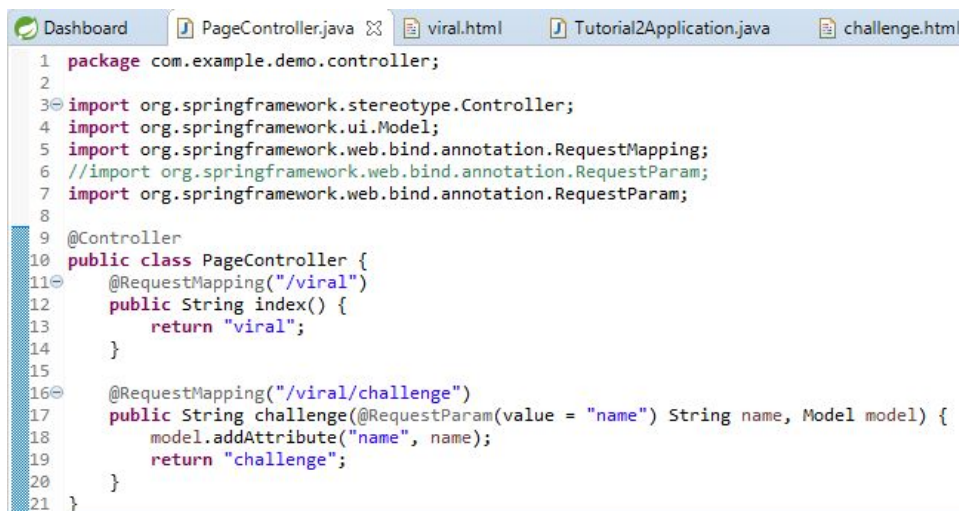 Dashboard PageController.java viral.html Tutorial2Application.java challenge.html
1 package com.example.demo.controller;
2
3 import org.springframework.stereotype.Controller;
4 import org.springframework.ui.Model;
5 import org.springframework.web.bind.annotation.RequestMapping;
6 //import org.springframework.web.bind.annotation.RequestParam;
7 import org.springframework.web.bind.annotation.RequestParam;
8
9 @Controller
10 public class PageController {
11     @RequestMapping("/viral")
12     public String index() {
13         return "viral";
14     }
15
16     @RequestMapping("/viral/challenge")
17     public String challenge(@RequestParam(value = "name") String name, Model model) {
18         model.addAttribute("name", name);
19         return "challenge";
20     }
21 }